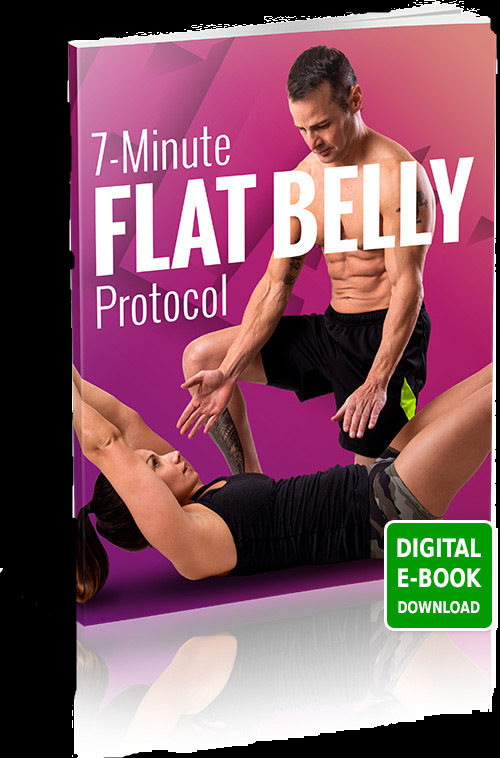 7-Minute
FLAT BELLY
Protocol
DIGITAL
E-BOOK
DOWNLOAD